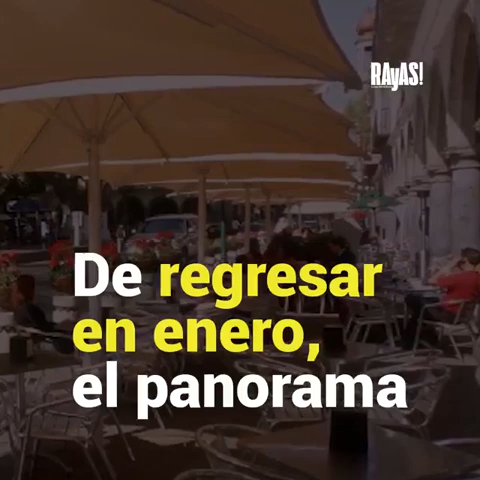 RAyAS!
De regresar
en enero,
el panorama